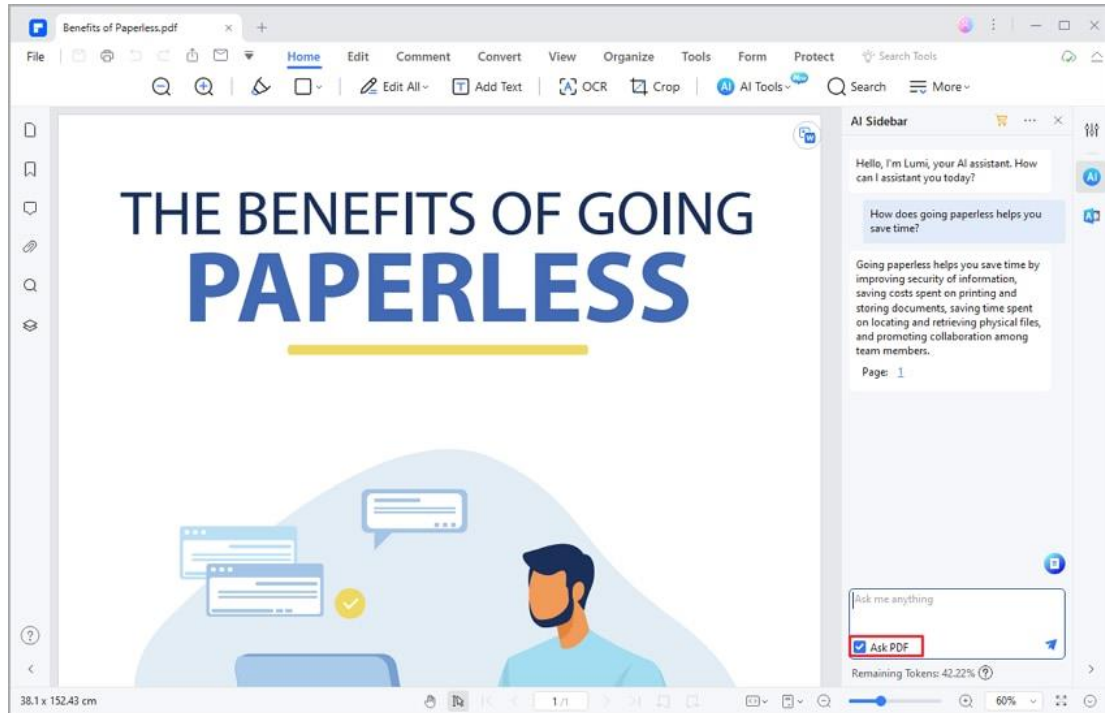 Benefits of Paperless.pdf
File Home Edit Comment Convert View Organize Tools Form Protect Search Tools
Edit All Add Text OCR Crop AI Tools Search More
THE BENEFITS OF GOING
PAPERLESS
AI Sidebar
Hello, I'm Lumi, your AI assistant. How
can I assistant you today?
How does going paperless helps you
save time?
Going paperless helps you save time by
improving security of information,
saving costs spent on printing and
storing documents, saving time spent
on locating and retrieving physical files,
and promoting collaboration among
team members.
Page: 1
AI
Ask me anything
Ask PDF
Remaining Tokens: 42.22%
38.1 x 152.43 cm 1 /1 60%